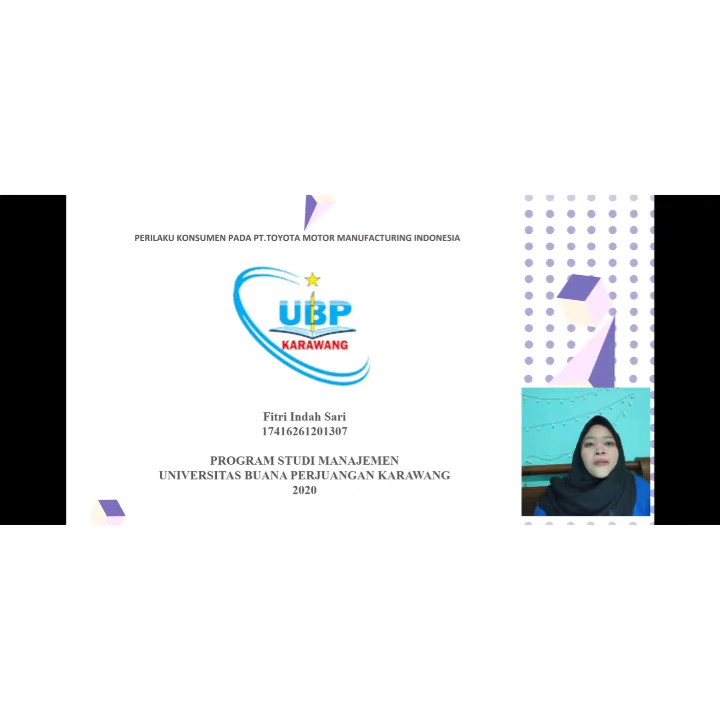 PERILAKU KONSUMEN PADA PT.TOYOTA MOTOR MANUFACTURING INDONESIA
UBP
KARAWANG
Fitri Indah Sari
17416261201307
PROGRAM STUDI MANAJEMEN
UNIVERSITAS BUANA PERJUANGAN KARAWANG
2020